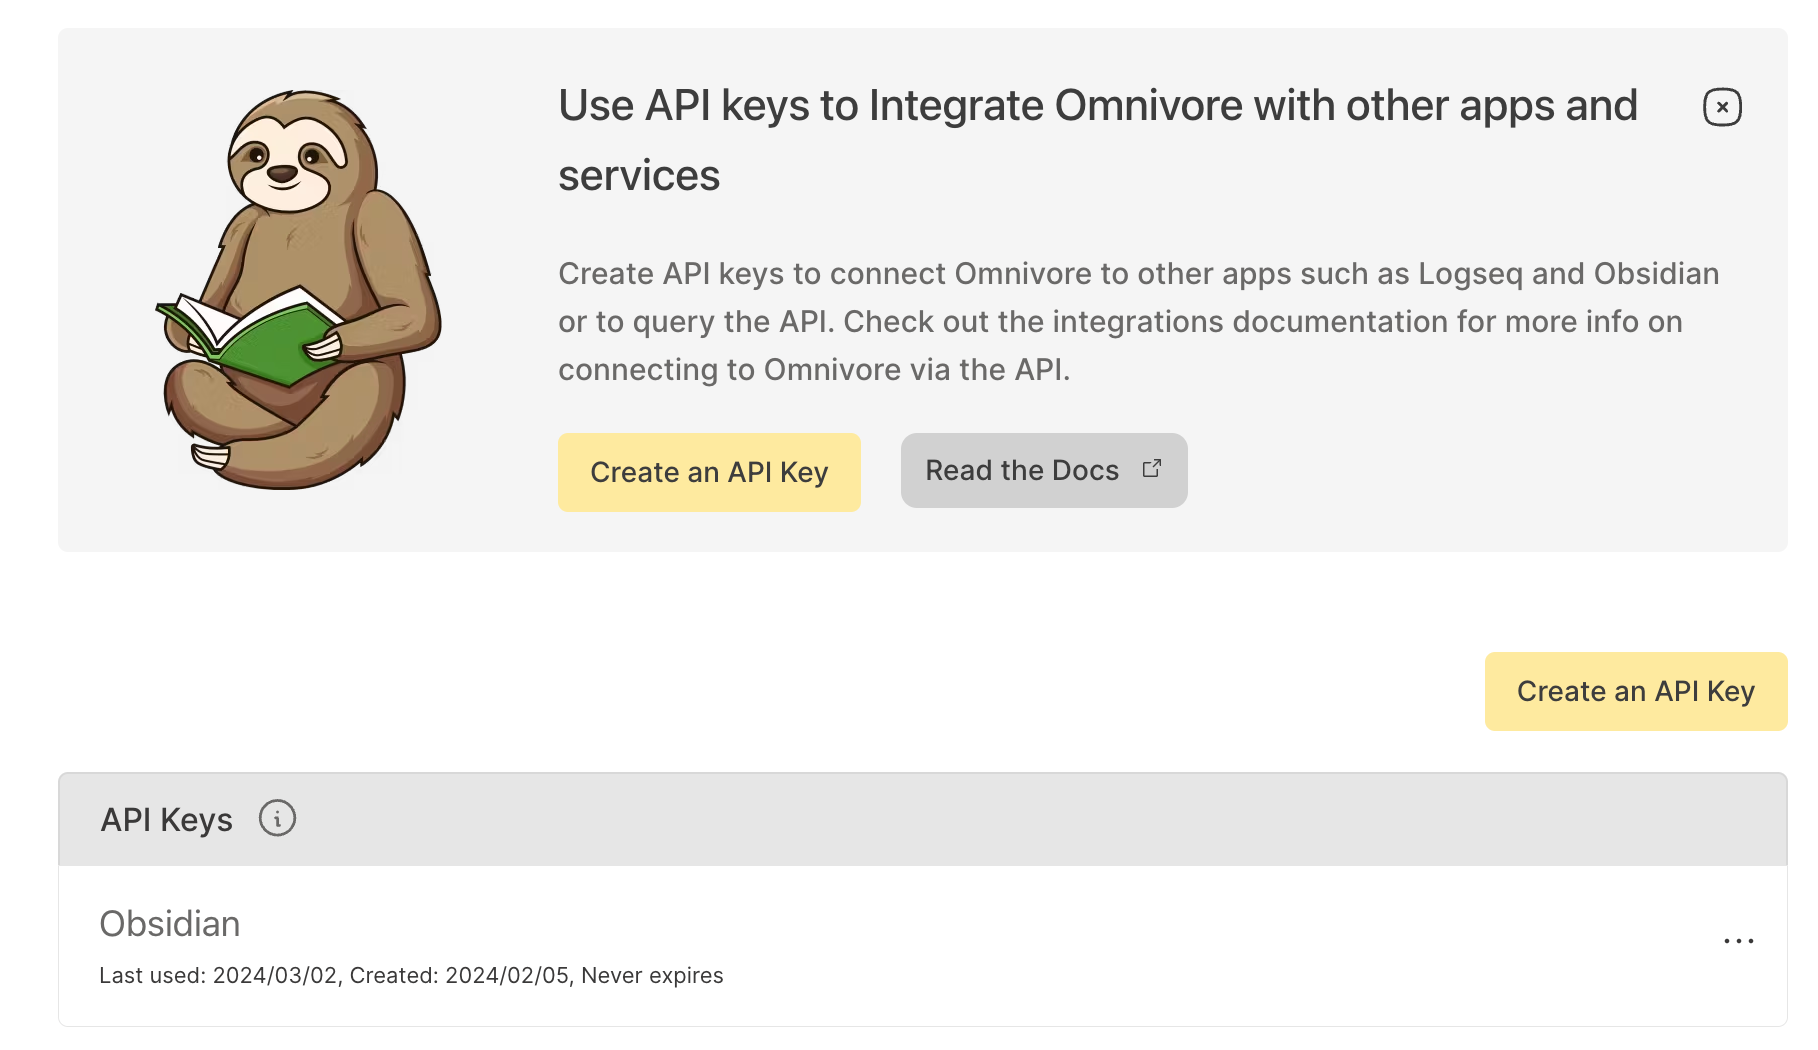 Use API keys to Integrate Omnivore with other apps and
services
Create API keys to connect Omnivore to other apps such as Logseq and Obsidian
or to query the API. Check out the integrations documentation for more info on
connecting to Omnivore via the API.
Create an API Key
Read the Docs
Create an API Key
API Keys
Obsidian
Last used: 2024/03/02, Created: 2024/02/05, Never expires